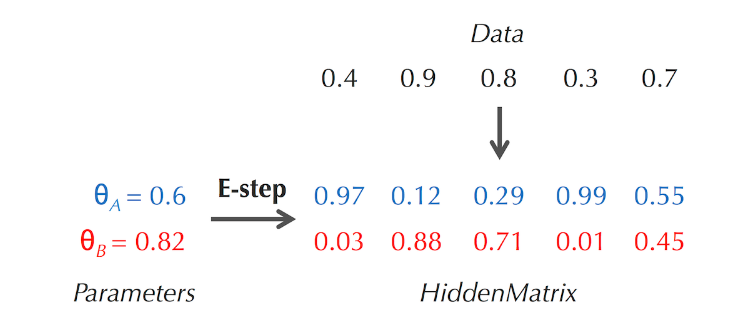 Data
0.4 0.9 0.8 0.3 0.7
θA = 0.6 E-step 0.97 0.12 0.29 0.99 0.55
θB = 0.82 0.03 0.88 0.71 0.01 0.45
Parameters HiddenMatrix